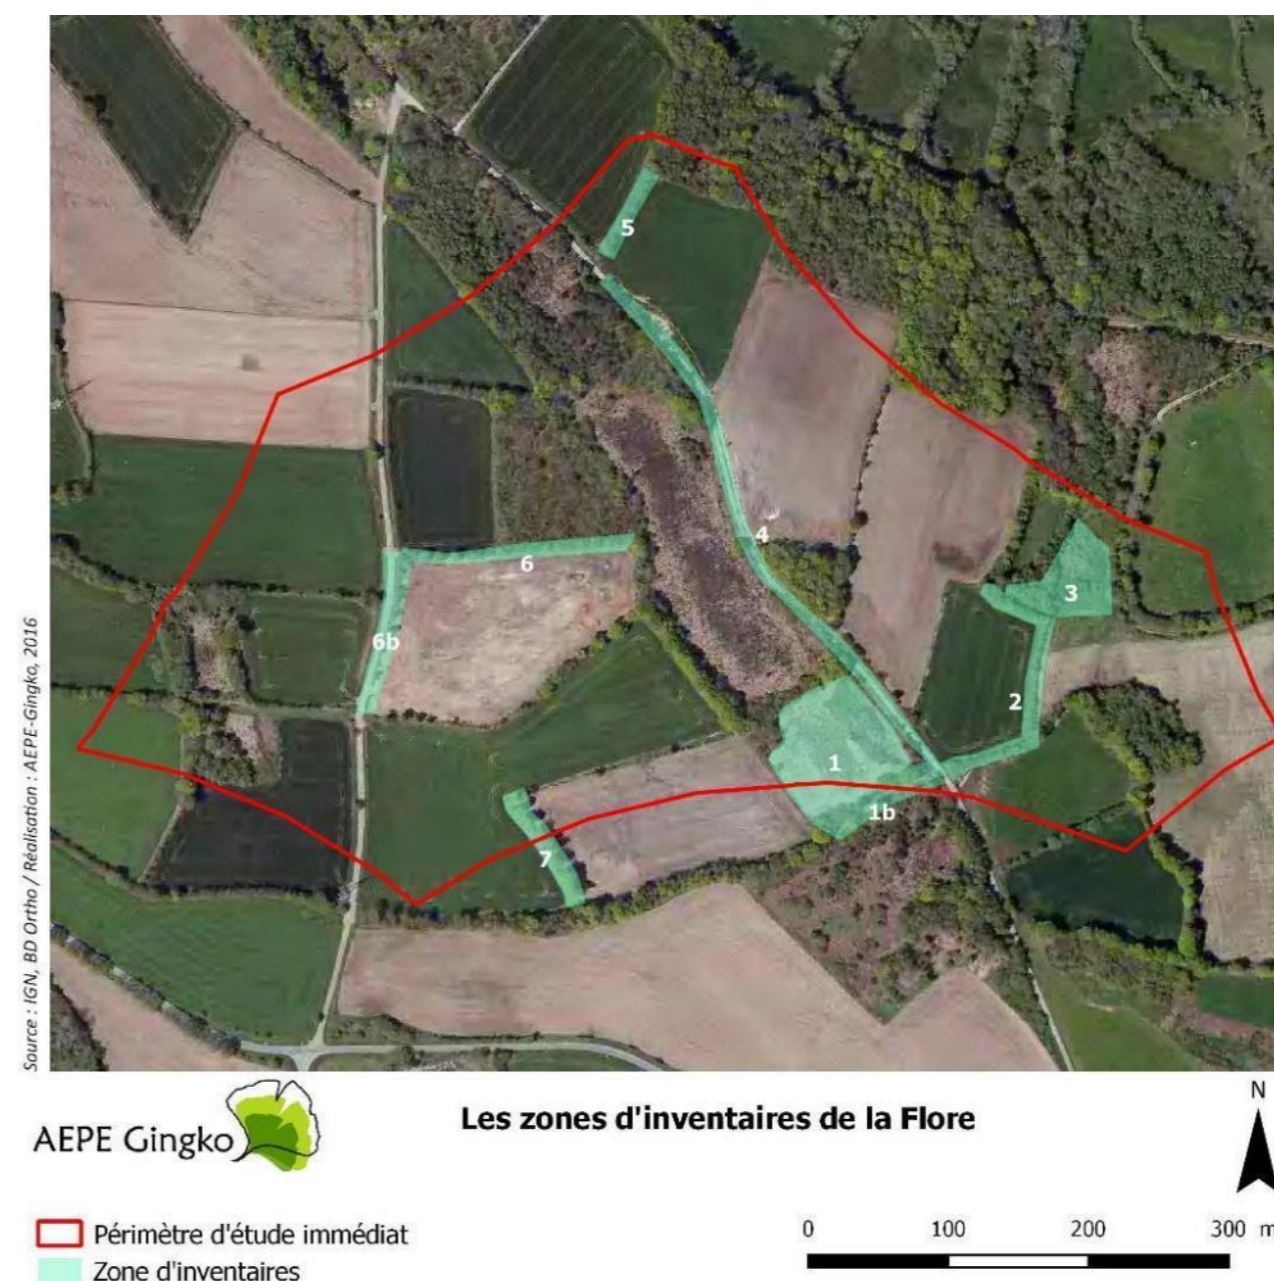 5
4
6
3
6b
2
1
1b
7
Source : IGN, BD Ortho / Réalisation : AEPE-Gingko, 2016
AEPE Gingko
Les zones d'inventaires de la Flore
N
Périmètre d'étude immédiat
Zone d'inventaires
0 100 200 300 m